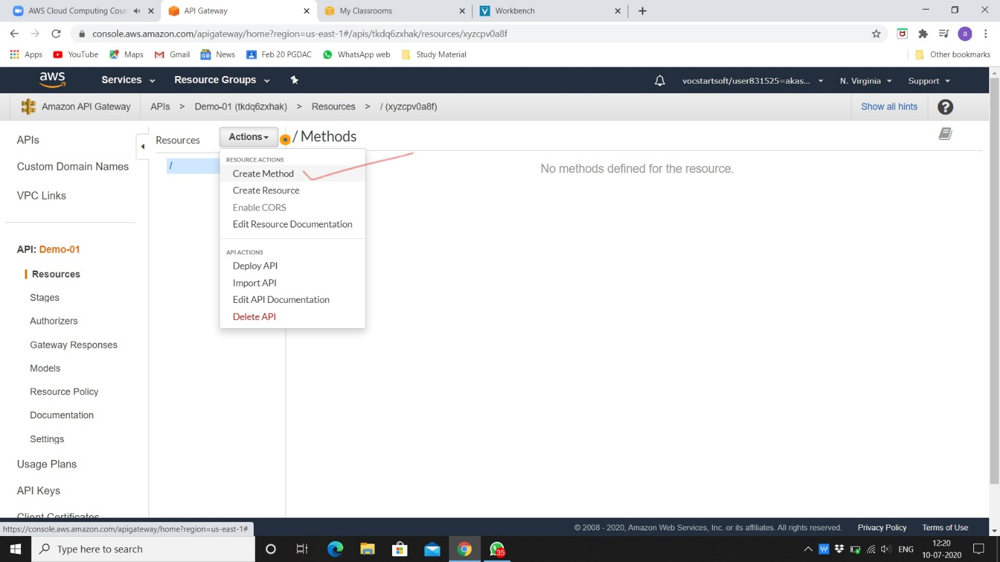 AWS Cloud Computing Cour
API Gateway
My Classrooms
Workbench
console.aws.amazon.com/apigateway/home?region=us-east-1#/apis/tkdq6zxhak/resources/xyzcpv0a8f
a
Apps
YouTube
Maps
Gmail
News
Feb 20 PGDAC
WhatsApp web
Study Material
Other bookmarks
aws
Services
Resource Groups
vocstartsoft/user831525=akas...
N. Virginia
Support
Amazon API Gateway
APIs > Demo-01 (tkdq6zxhak) > Resources > / (xyzcpv0a8f)
Show all hints
?
APIs
Custom Domain Names
VPC Links
API: Demo-01
Resources
Stages
Authorizers
Gateway Responses
Models
Resource Policy
Documentation
Settings
Usage Plans
API Keys
Client Certificates
Resources
Actions
/
RESOURCE ACTIONS
Create Method
Create Resource
Enable CORS
Edit Resource Documentation
API ACTIONS
Deploy API
Import API
Edit API Documentation
Delete API
/ Methods
No methods defined for the resource.
https://console.aws.amazon.com/apigateway/home?region=us-east-1#
© 2008 - 2020, Amazon Web Services, Inc. or its affiliates. All rights reserved.
Privacy Policy
Terms of Use
Type here to search
35
W
ENG
12:20
10-07-2020